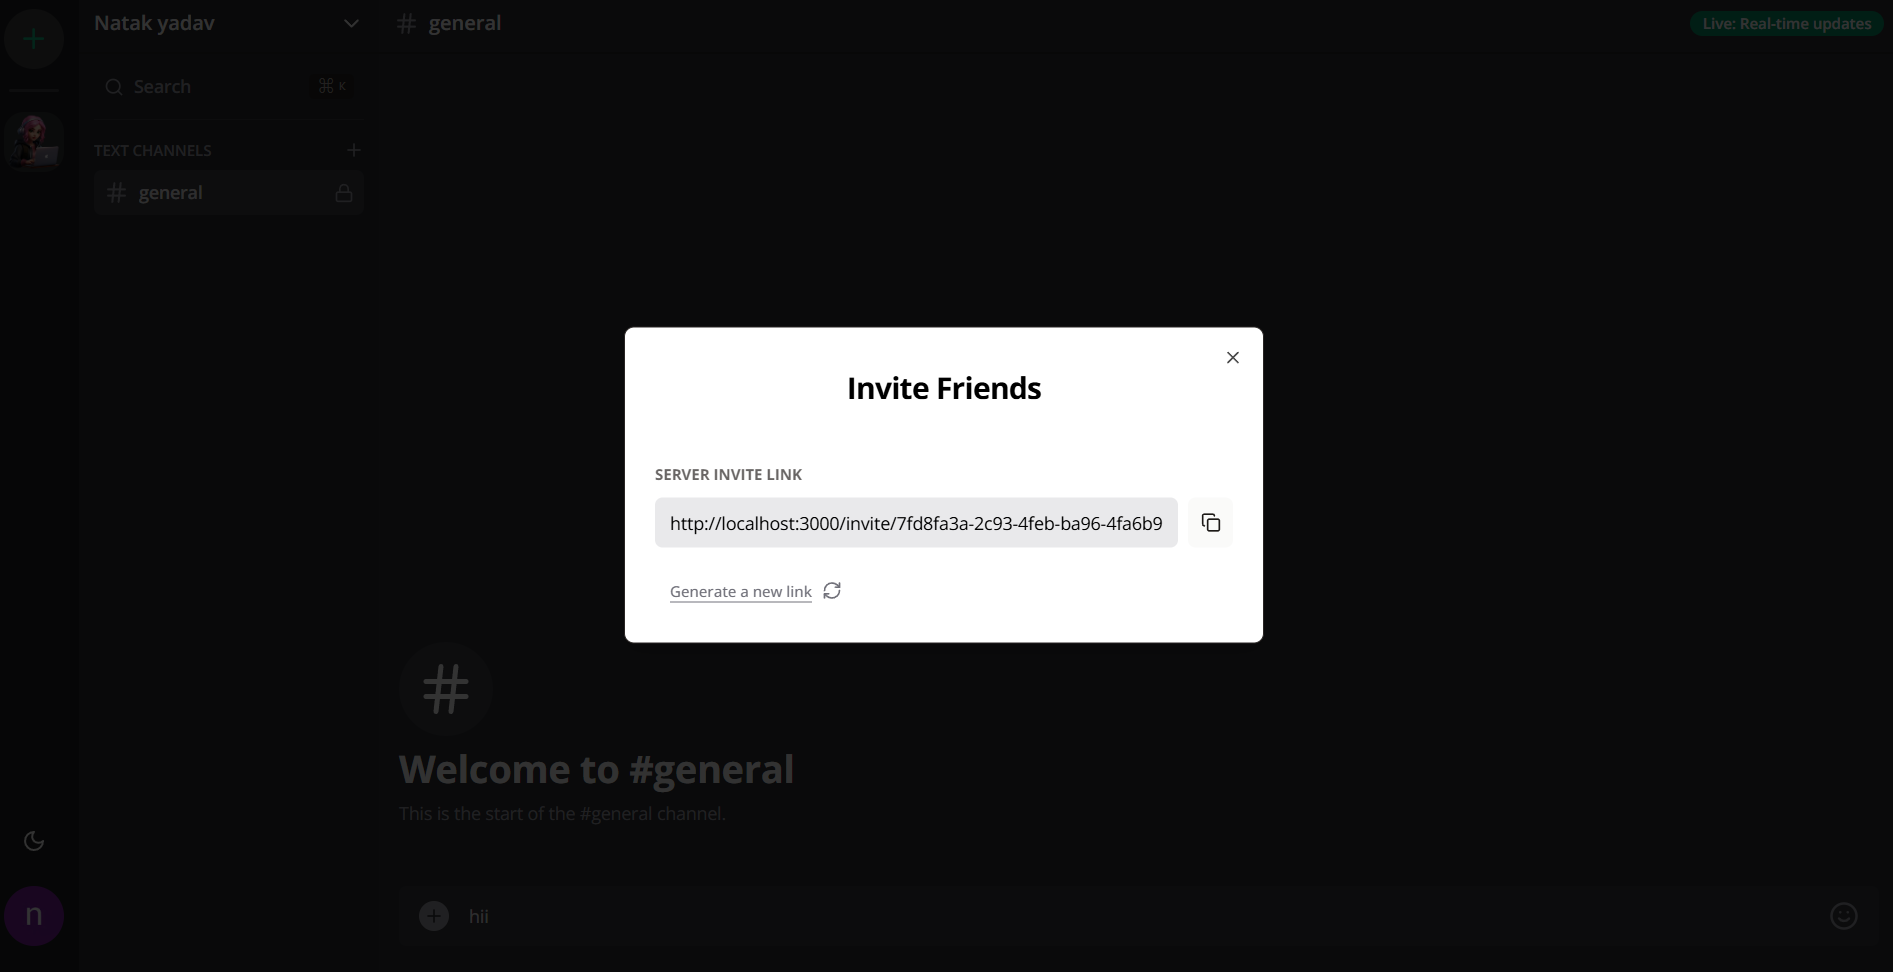 Natak yadav
# general
Live: Real-time updates
Search
⌘ K
TEXT CHANNELS
# general
Invite Friends
SERVER INVITE LINK
http://localhost:3000/invite/7fd8fa3a-2c93-4feb-ba96-4fa6b9
Generate a new link
#
Welcome to #general
This is the start of the #general channel.
hii
n